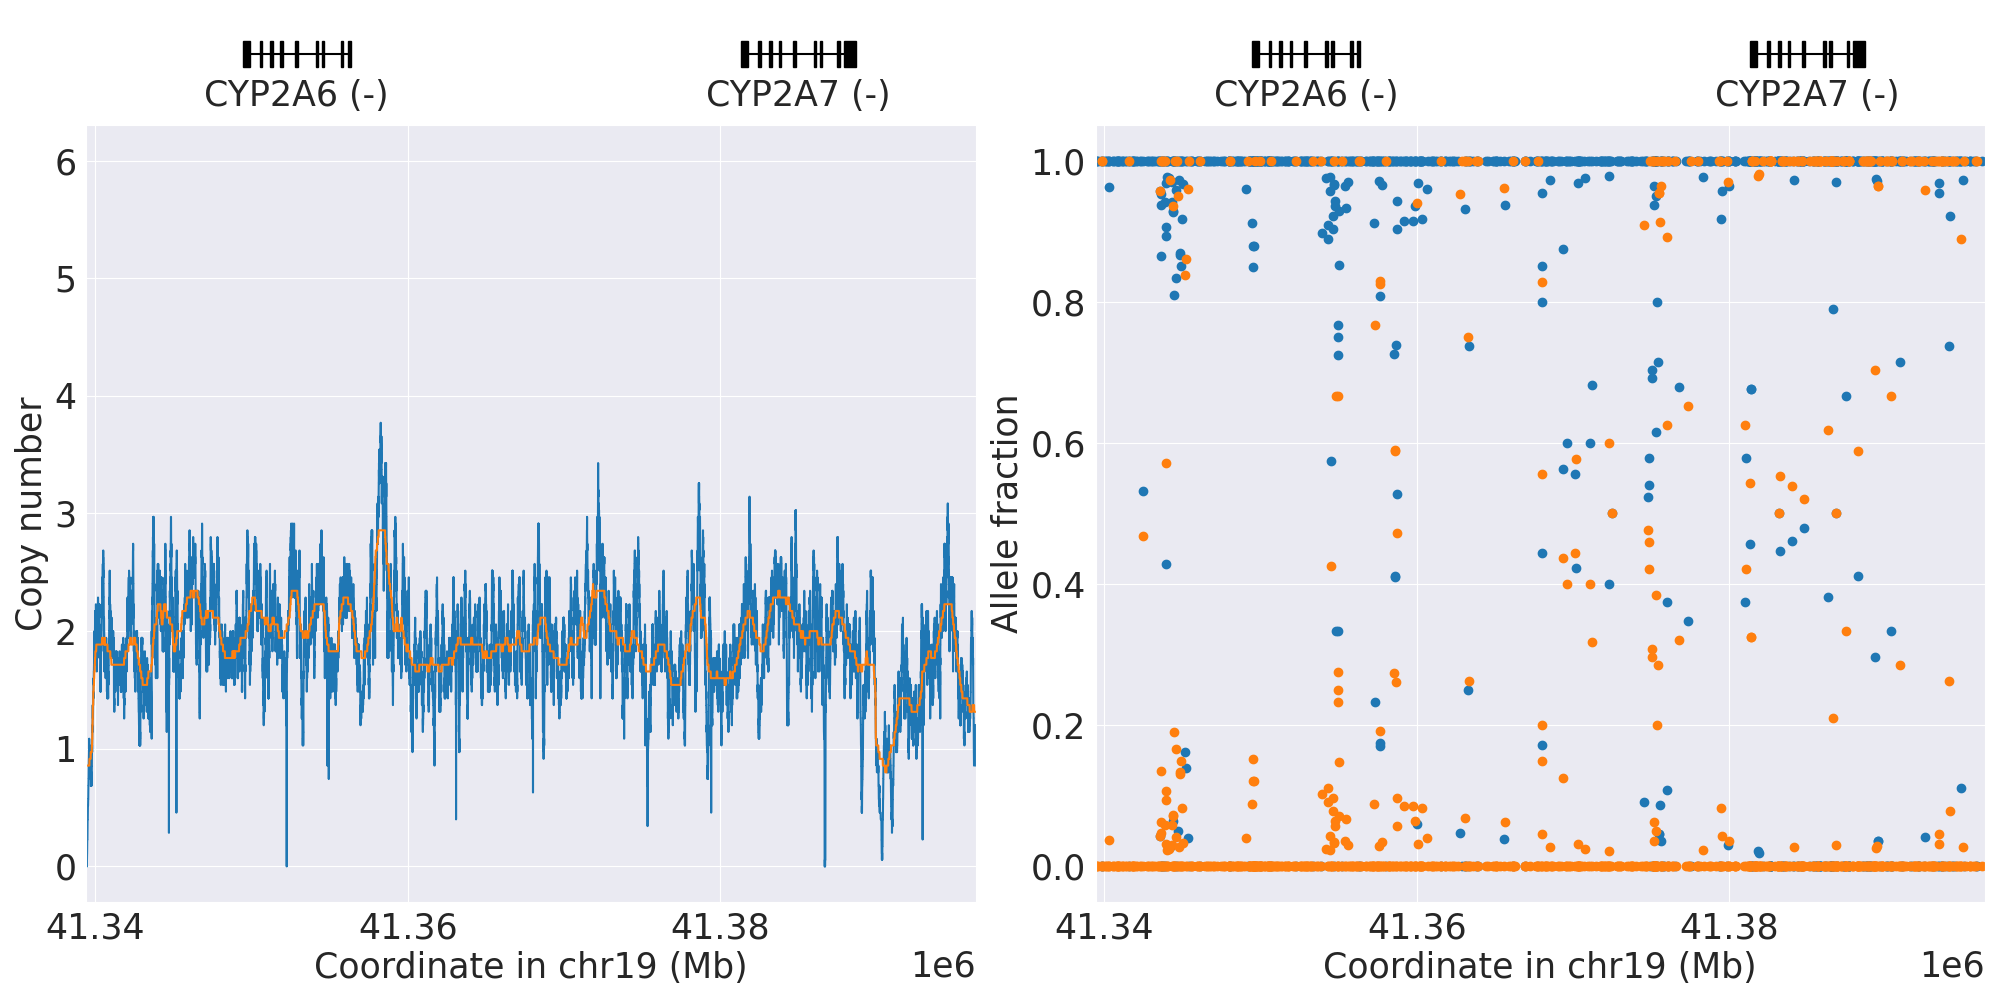 CYP2A6 (-) CYP2A7 (-) CYP2A6 (-) CYP2A7 (-)
6
5
4
3
2
1
0
Copy number
41.34 41.36 41.38
Coordinate in chr19 (Mb) 1e6
1.0
0.8
0.6
0.4
0.2
0.0
Allele fraction
41.34 41.36 41.38
Coordinate in chr19 (Mb) 1e6